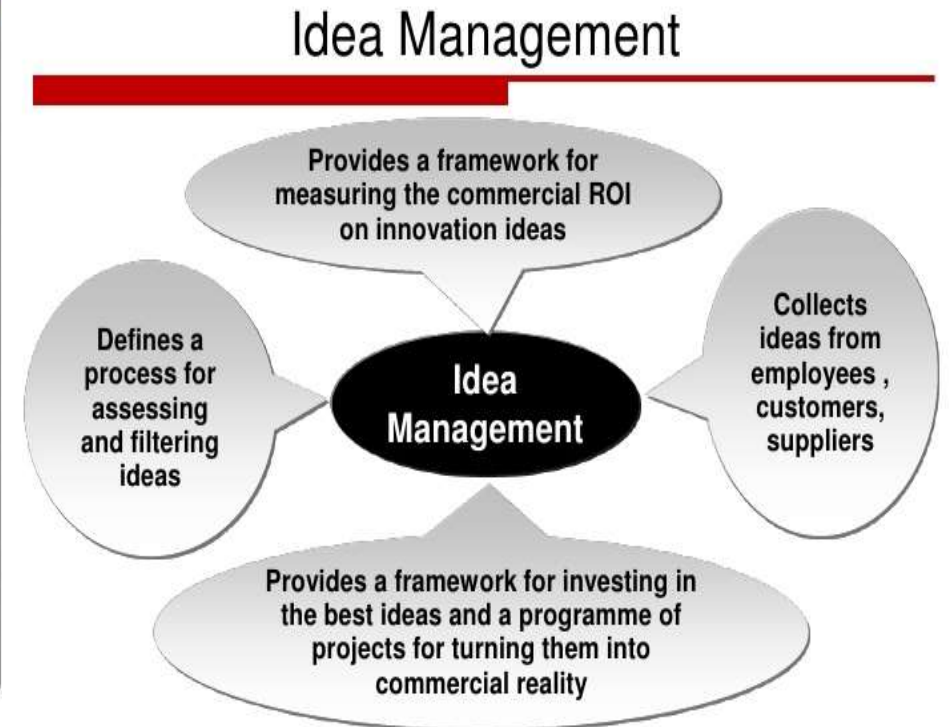 Idea Management
Provides a framework for
measuring the commercial ROI
on innovation ideas
Defines a
process for
assessing
and filtering
ideas
Idea
Management
Collects
ideas from
employees ,
customers,
suppliers
Provides a framework for investing in
the best ideas and a programme of
projects for turning them into
commercial reality